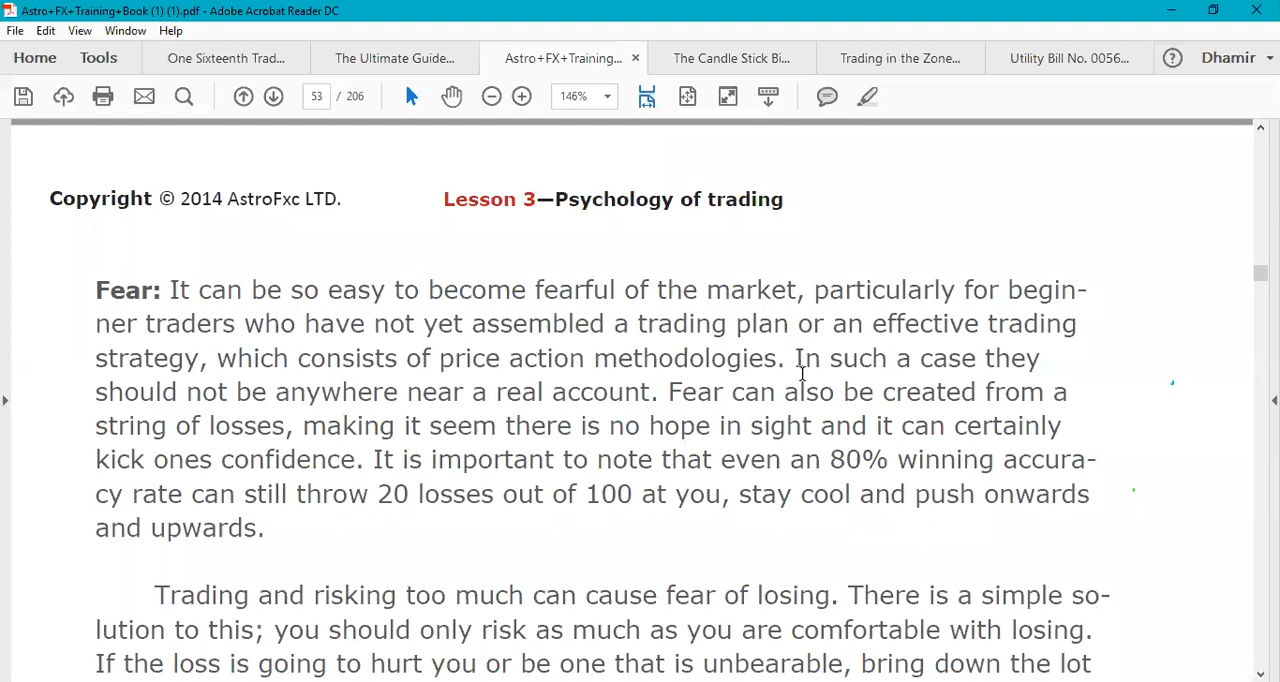 Astro+FX+Training+Book (1) (1).pdf - Adobe Acrobat Reader DC
File Edit View Window Help
Home Tools One Sixteenth Trad... The Ultimate Guide... Astro+FX+Training... The Candle Stick Bi... Trading in the Zone... Utility Bill No. 0056... Dhamir
53 / 206 146%
Copyright © 2014 AstroFxc LTD. Lesson 3—Psychology of trading
Fear: It can be so easy to become fearful of the market, particularly for begin-
ner traders who have not yet assembled a trading plan or an effective trading
strategy, which consists of price action methodologies. In such a case they
should not be anywhere near a real account. Fear can also be created from a
string of losses, making it seem there is no hope in sight and it can certainly
kick ones confidence. It is important to note that even an 80% winning accura-
cy rate can still throw 20 losses out of 100 at you, stay cool and push onwards
and upwards.
Trading and risking too much can cause fear of losing. There is a simple so-
lution to this; you should only risk as much as you are comfortable with losing.
If the loss is going to hurt you or be one that is unbearable, bring down the lot